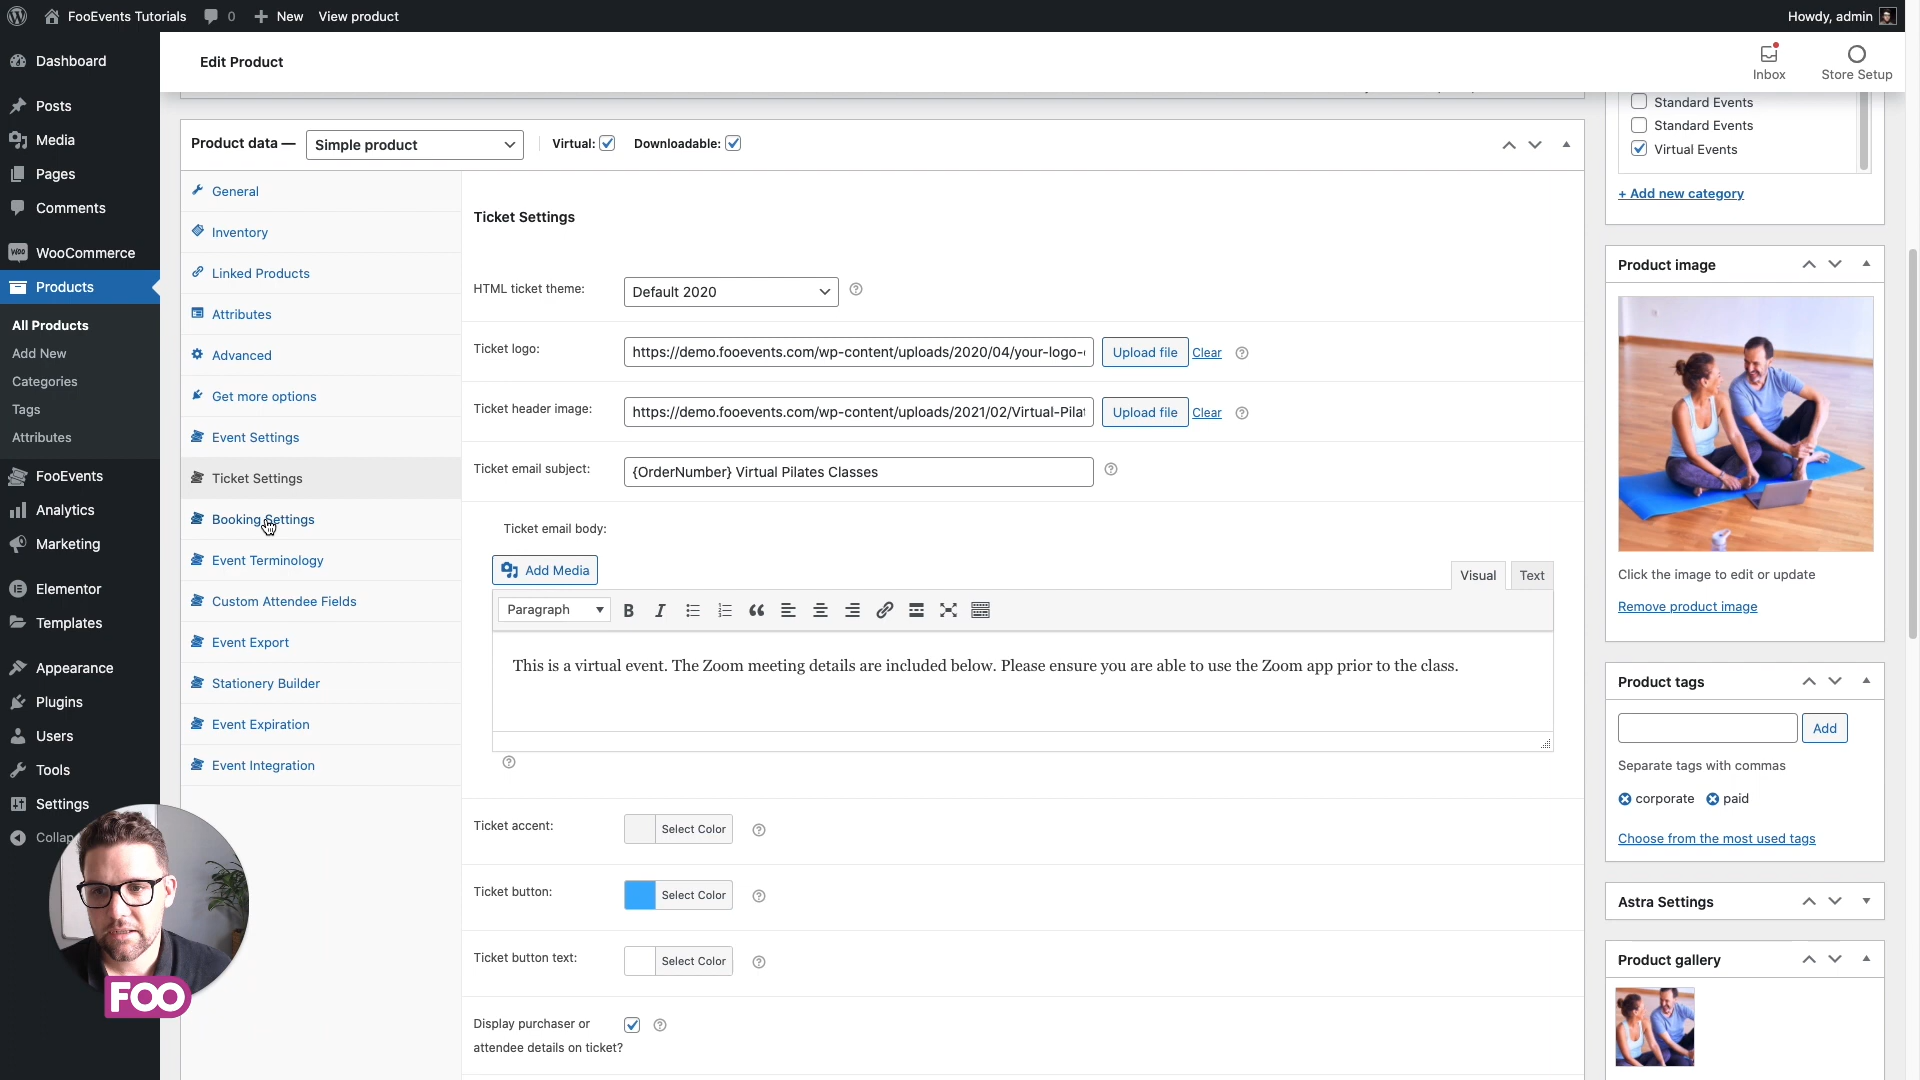 FooEvents Tutorials
0
New
View product
Howdy, admin
Dashboard
Posts
Media
Pages
Comments
WooCommerce
Products
All Products
Add New
Categories
Tags
Attributes
FooEvents
Analytics
Marketing
Elementor
Templates
Appearance
Plugins
Users
Tools
Settings
FOO
Edit Product
Inbox
Store Setup
Product data —
Simple product
Virtual:
Downloadable:
General
Inventory
Linked Products
Attributes
Advanced
Get more options
Event Settings
Ticket Settings
Booking Settings
Event Terminology
Custom Attendee Fields
Event Export
Stationery Builder
Event Expiration
Event Integration
Ticket Settings
HTML ticket theme:
Default 2020
Ticket logo:
https://demo.fooevents.com/wp-content/uploads/2020/04/your-logo-
Upload file
Clear
Ticket header image:
https://demo.fooevents.com/wp-content/uploads/2021/02/Virtual-Pila
Upload file
Clear
Ticket email subject:
{OrderNumber} Virtual Pilates Classes
Ticket email body:
Add Media
Visual
Text
Paragraph
This is a virtual event. The Zoom meeting details are included below. Please ensure you are able to use the Zoom app prior to the class.
Ticket accent:
Select Color
Ticket button:
Select Color
Ticket button text:
Select Color
Display purchaser or
attendee details on ticket?
Standard Events
Standard Events
Virtual Events
+ Add new category
Product image
Click the image to edit or update
Remove product image
Product tags
Add
Separate tags with commas
corporate
paid
Choose from the most used tags
Astra Settings
Product gallery